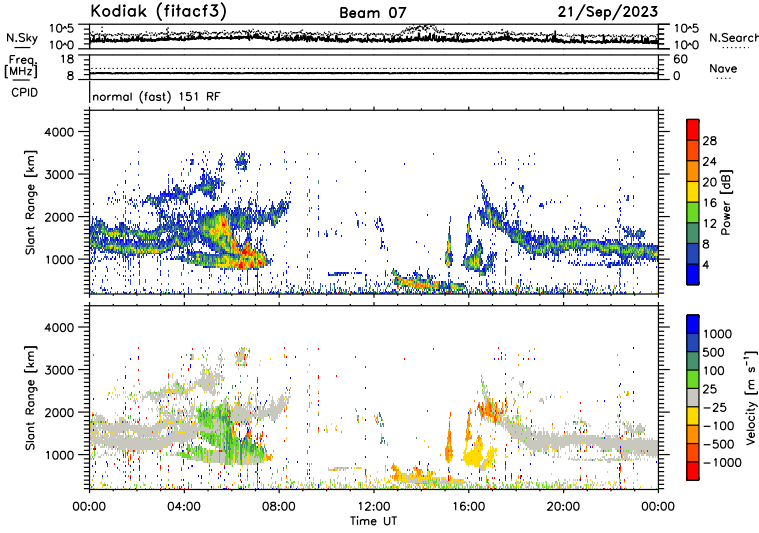 Kodiak (fitacf3) Beam 07 21/Sep/2023
N.Sky 10^5 10^0 10^5 10^0 N.Search
Freq. [MHz] 18 8 60 0 Nave
CPID normal (fast) 151 RF
Slant Range [km]
4000
3000
2000
1000
28
24
20
16
12
8
4
Power [dB]
Slant Range [km]
4000
3000
2000
1000
1000
500
100
25
-25
-100
-500
-1000
Velocity [m s⁻¹]
00:00 04:00 08:00 12:00 16:00 20:00 00:00
Time UT